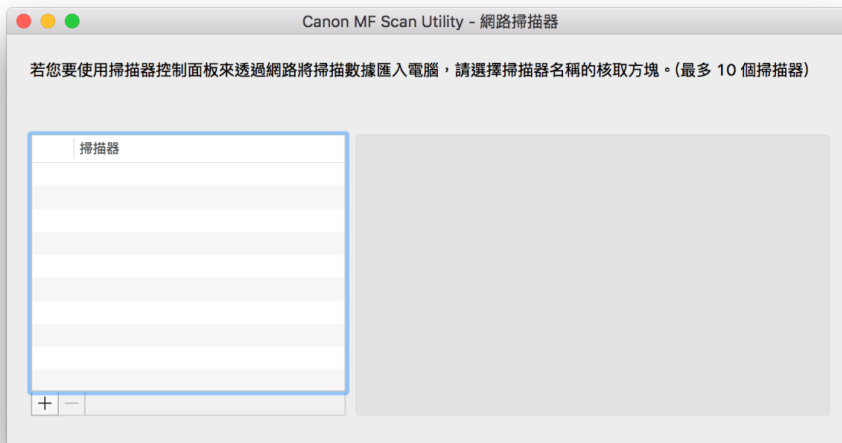 Canon MF Scan Utility - 網路掃描器
若您要使用掃描器控制面板來透過網路將掃描數據匯入電腦，請選擇掃描器名稱的核取方塊。(最多 10 個掃描器)
掃描器